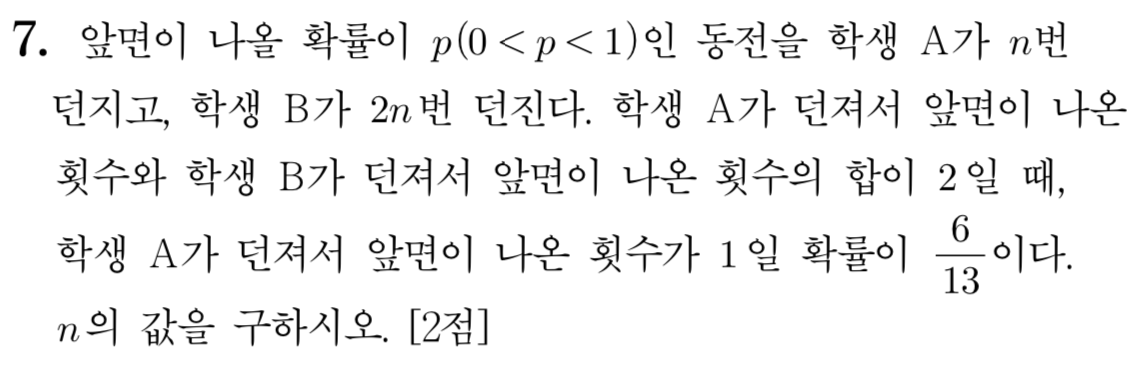 7. 앞면이 나올 확률이 p(0 < p < 1)인 동전을 학생 A가 n번
던지고, 학생 B가 2n번 던진다. 학생 A가 던져서 앞면이 나온
횟수와 학생 B가 던져서 앞면이 나온 횟수의 합이 2일 때,
학생 A가 던져서 앞면이 나온 횟수가 1일 확률이 6/13이다.
n의 값을 구하시오. [2점]